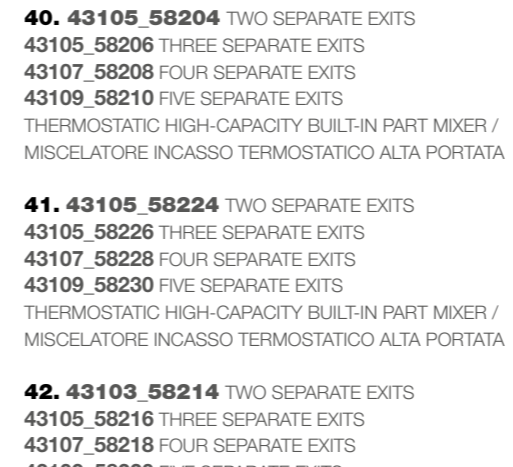 40. 43105_58204 TWO SEPARATE EXITS
43105_58206 THREE SEPARATE EXITS
43107_58208 FOUR SEPARATE EXITS
43109_58210 FIVE SEPARATE EXITS
THERMOSTATIC HIGH-CAPACITY BUILT-IN PART MIXER /
MISCELATORE INCASSO TERMOSTATICO ALTA PORTATA
41. 43105_58224 TWO SEPARATE EXITS
43105_58226 THREE SEPARATE EXITS
43107_58228 FOUR SEPARATE EXITS
43109_58230 FIVE SEPARATE EXITS
THERMOSTATIC HIGH-CAPACITY BUILT-IN PART MIXER /
MISCELATORE INCASSO TERMOSTATICO ALTA PORTATA
42. 43103_58214 TWO SEPARATE EXITS
43105_58216 THREE SEPARATE EXITS
43107_58218 FOUR SEPARATE EXITS
FIVE SEPARATE EXITS